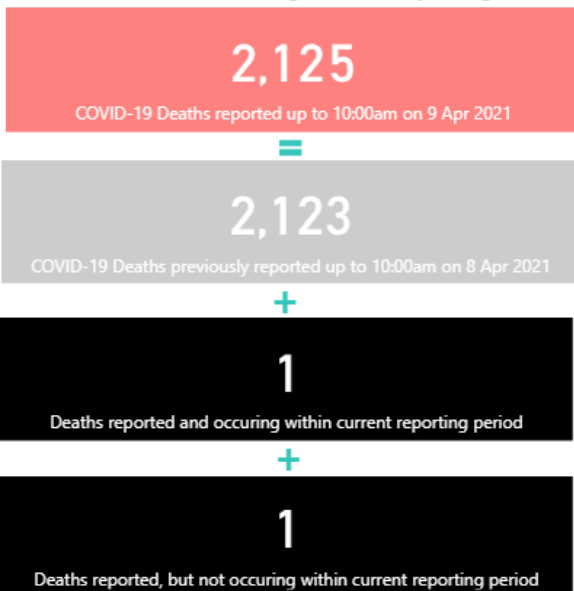 2,125
COVID-19 Deaths reported up to 10:00am on 9 Apr 2021
=
2,123
COVID-19 Deaths previously reported up to 10:00am on 8 Apr 2021
+
1
Deaths reported and occuring within current reporting period
+
1
Deaths reported, but not occuring within current reporting period